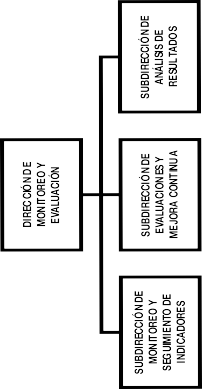 DIRECCIÓN DE
MONITOREO Y
EVALUACIÓN
SUBDIRECCIÓN DE
MONITOREO Y
SEGUIMIENTO DE
INDICADORES
SUBDIRECCIÓN DE
EVALUACIONES Y
MEJORA CONTINUA
SUBDIRECCIÓN DE
ANÁLISIS DE
RESULTADOS